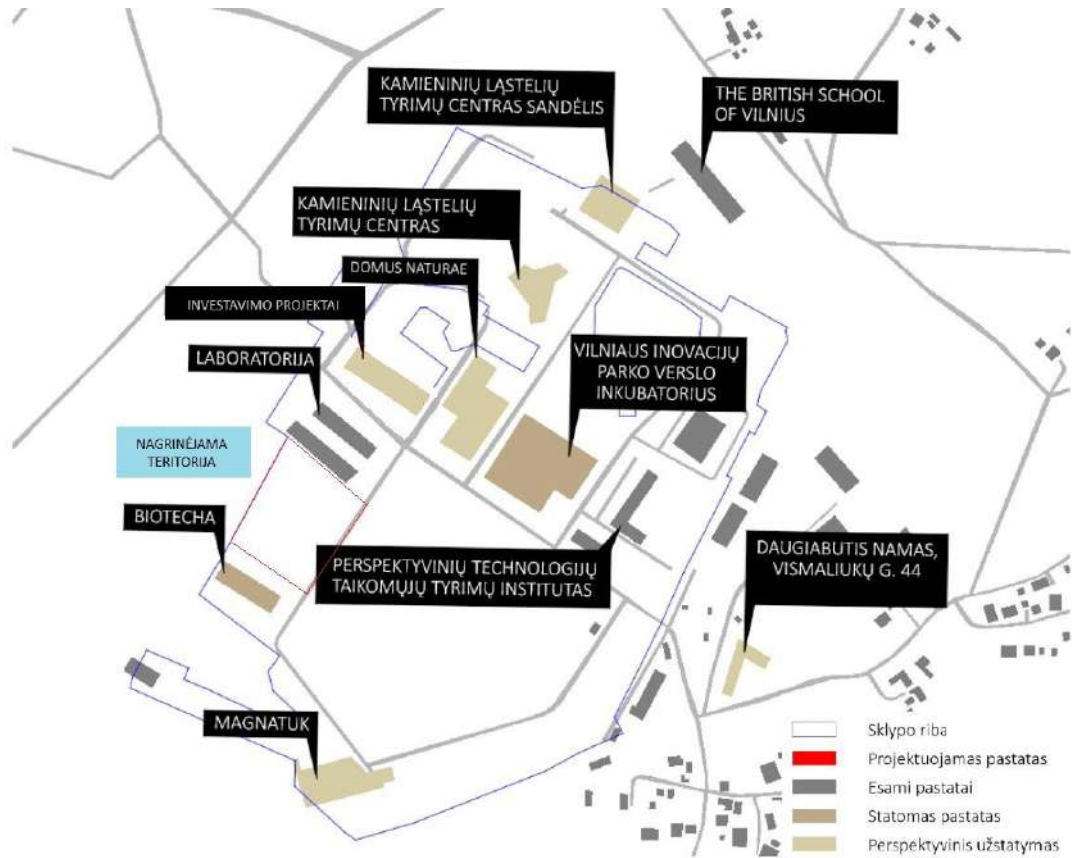 KAMIENINIŲ LĄSTELIŲ
TYRIMŲ CENTRAS SANDĖLIS
THE BRITISH SCHOOL
OF VILNIUS
KAMIENINIŲ LĄSTELIŲ
TYRIMŲ CENTRAS
DOMUS NATURAE
INVESTAVIMO PROJEKTAI
LABORATORIJA
VILNIAUS INOVACIJŲ
PARKO VERSLO
INKUBATORIUS
NAGRINĖJAMA
TERITORIJA
BIOTECHA
PERSPEKTYVINIŲ TECHNOLOGIJŲ
TAIKOMŲJŲ TYRIMŲ INSTITUTAS
DAUGIABUTIS NAMAS,
VISMALIUKŲ G. 44
MAGNATUK
Sklypo riba
Projektuojamas pastatas
Esami pastatai
Statomas pastatas
Perspektyvinis užstatymas